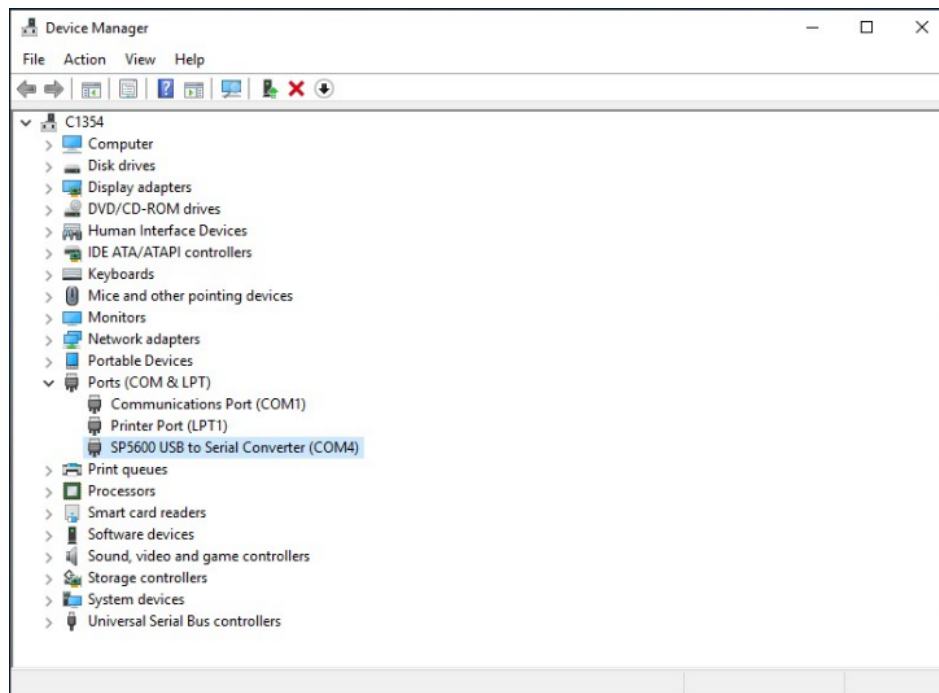 Device Manager
File Action View Help
C1354
Computer
Disk drives
Display adapters
DVD/CD-ROM drives
Human Interface Devices
IDE ATA/ATAPI controllers
Keyboards
Mice and other pointing devices
Monitors
Network adapters
Portable Devices
Ports (COM & LPT)
Communications Port (COM1)
Printer Port (LPT1)
SP5600 USB to Serial Converter (COM4)
Print queues
Processors
Smart card readers
Software devices
Sound, video and game controllers
Storage controllers
System devices
Universal Serial Bus controllers